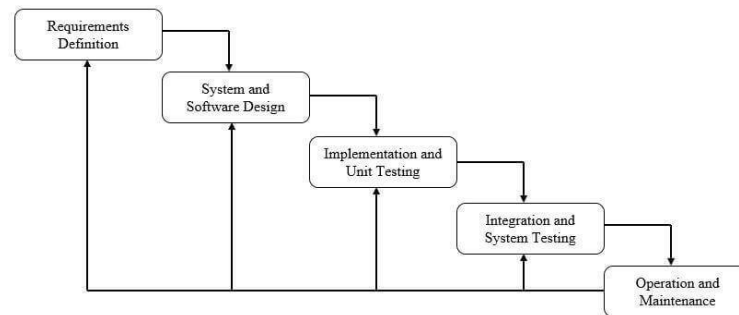 Requirements
Definition
System and
Software Design
Implementation and
Unit Testing
Integration and
System Testing
Operation and
Maintenance